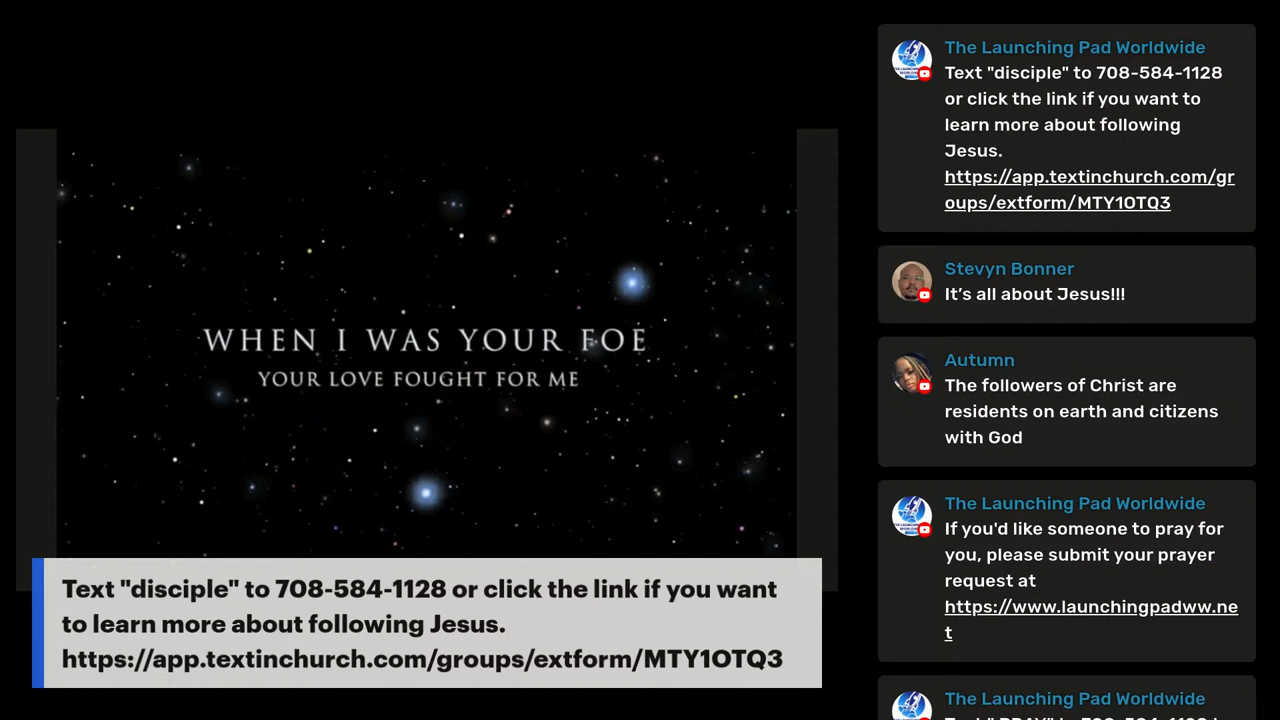 WHEN I WAS YOUR FOE
YOUR LOVE FOUGHT FOR ME
Text "disciple" to 708-584-1128 or click the link if you want
to learn more about following Jesus.
https://app.textinchurch.com/groups/extform/MTY1OTQ3
The Launching Pad Worldwide
Text "disciple" to 708-584-1128
or click the link if you want to
learn more about following
Jesus.
https://app.textinchurch.com/gr
oups/extform/MTY1OTQ3
Stevyn Bonner
It’s all about Jesus!!!
Autumn
The followers of Christ are
residents on earth and citizens
with God
The Launching Pad Worldwide
If you'd like someone to pray for
you, please submit your prayer
request at
https://www.launchingpadww.ne
t
The Launching Pad Worldwide